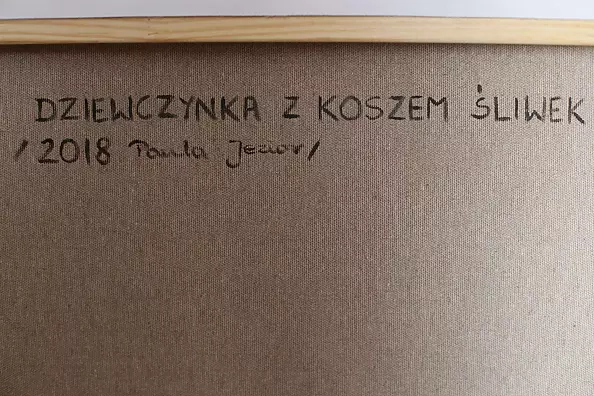 DZIEWCZYNKA Z KOSZEM ŚLIWEK
/2018 Paula Jezior/